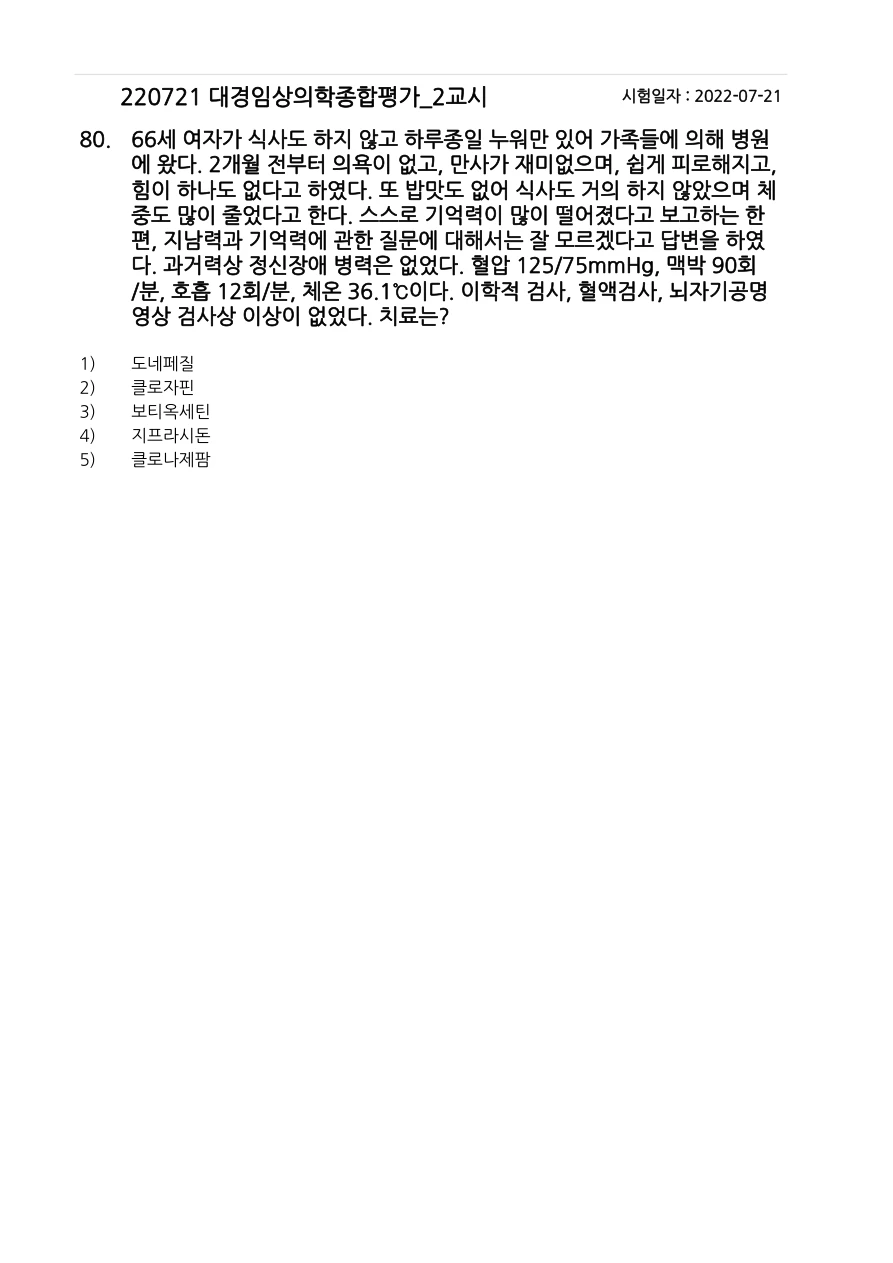 220721 대경임상의학종합평가_2교시 시험일자 : 2022-07-21
80. 66세 여자가 식사도 하지 않고 하루종일 누워만 있어 가족들에 의해 병원
에 왔다. 2개월 전부터 의욕이 없고, 만사가 재미없으며, 쉽게 피로해지고,
힘이 하나도 없다고 하였다. 또 밥맛도 없어 식사도 거의 하지 않았으며 체
중도 많이 줄었다고 한다. 스스로 기억력이 많이 떨어졌다고 보고하는 한
편, 지남력과 기억력에 관한 질문에 대해서는 잘 모르겠다고 답변을 하였
다. 과거력상 정신장애 병력은 없었다. 혈압 125/75mmHg, 맥박 90회
/분, 호흡 12회/분, 체온 36.1℃이다. 이학적 검사, 혈액검사, 뇌자기공명
영상 검사상 이상이 없었다. 치료는?
1) 도네페질
2) 클로자핀
3) 보티옥세틴
4) 지프라시돈
5) 클로나제팜